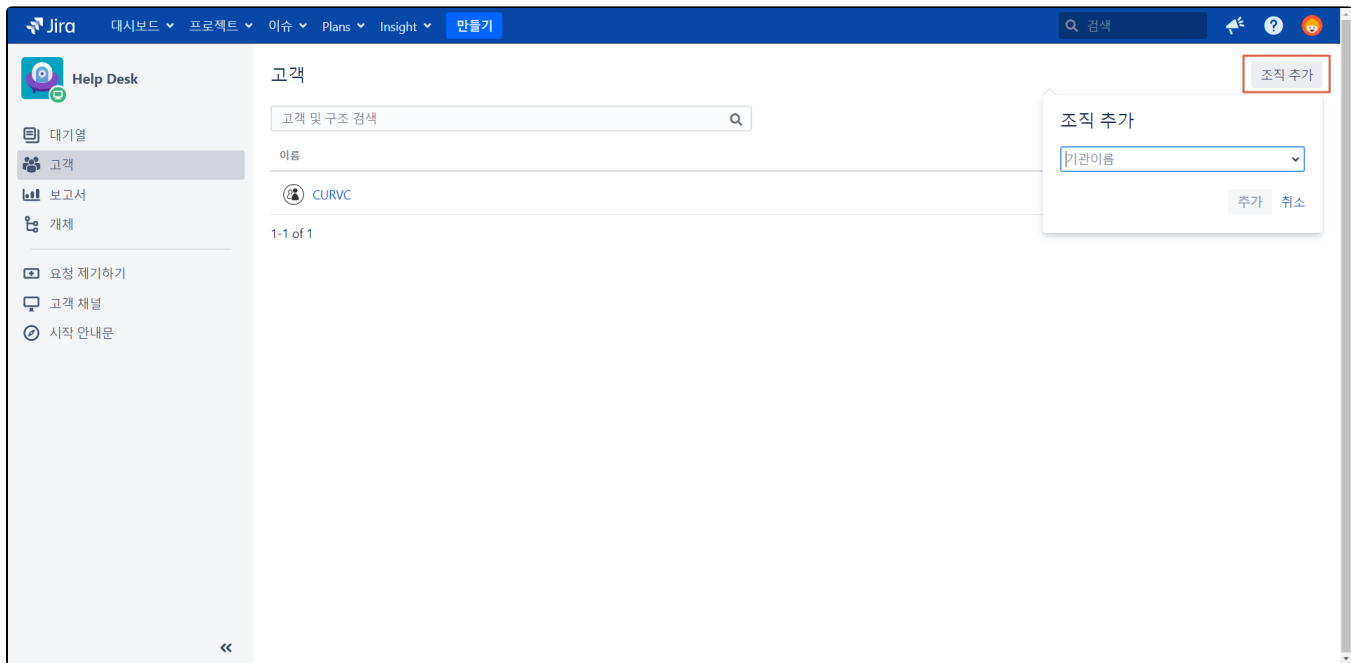 Jira 대시보드 프로젝트 이슈 Plans Insight 만들기 검색
Help Desk
대기열
고객
보고서
개체
요청 제기하기
고객 채널
시작 안내문
고객
조직 추가
고객 및 구조 검색
이름
CURVC
1-1 of 1
조직 추가
기관이름
추가 취소